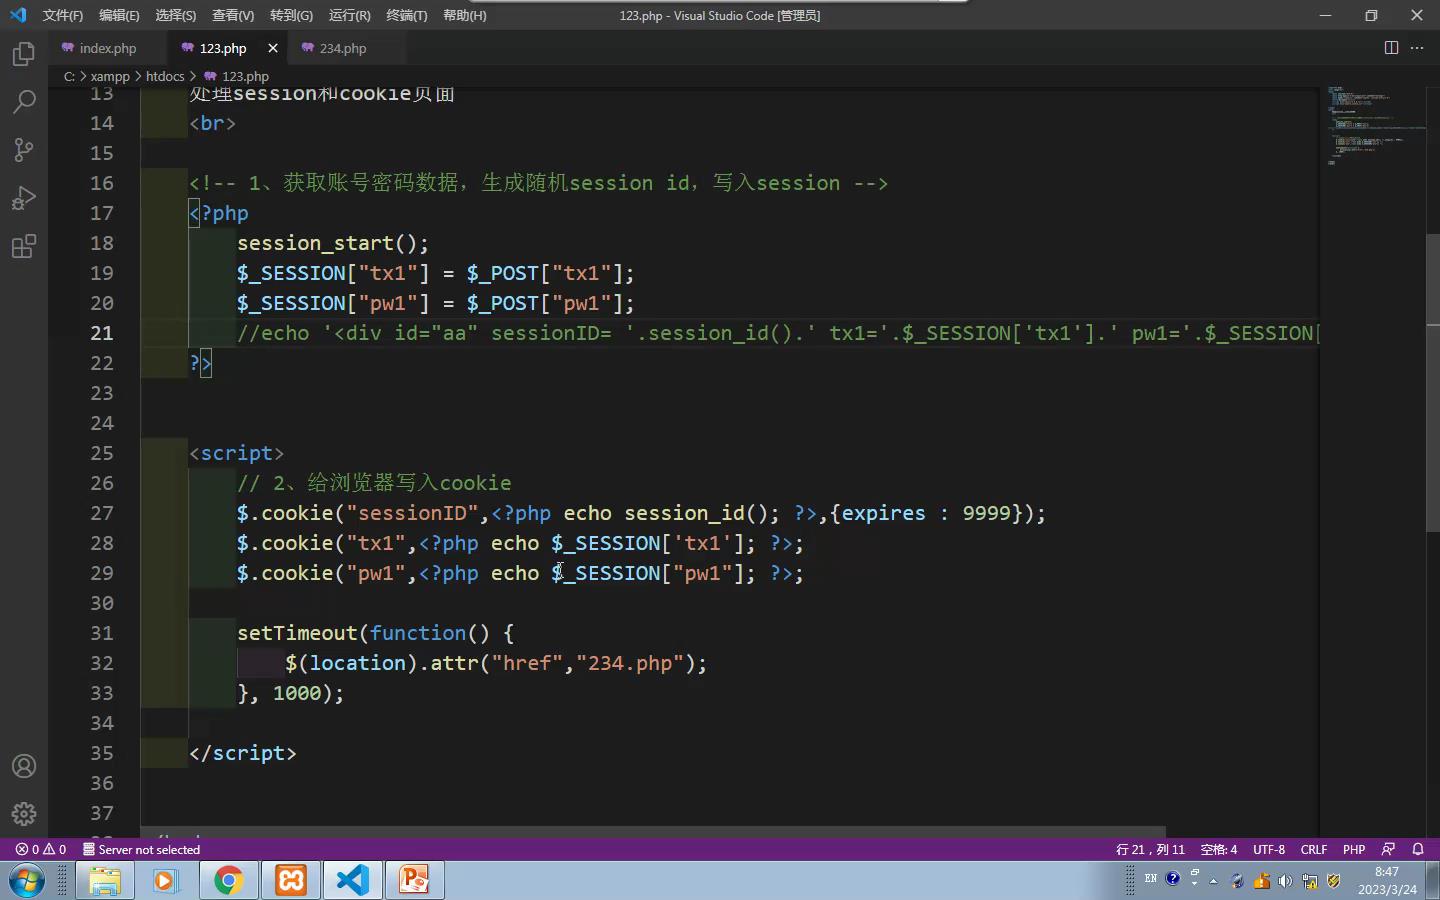 文件(F) 编辑(E) 选择(S) 查看(V) 转到(G) 运行(R) 终端(T) 帮助(H) 123.php - Visual Studio Code [管理员]
index.php 123.php 234.php
C: > xampp > htdocs > 123.php
13 处理session和cookie页面
14 <br>
15
16 <!-- 1、获取账号密码数据，生成随机session id，写入session -->
17 <?php
18 session_start();
19 $_SESSION["tx1"] = $_POST["tx1"];
20 $_SESSION["pw1"] = $_POST["pw1"];
21 //echo '<div id="aa" sessionID= '.session_id().' tx1='.$_SESSION['tx1'].' pw1='.$_SESSION[
22 ?>
23
24
25 <script>
26 // 2、给浏览器写入cookie
27 $.cookie("sessionID",<?php echo session_id(); ?>,{expires : 9999});
28 $.cookie("tx1",<?php echo $_SESSION['tx1']; ?>;
29 $.cookie("pw1",<?php echo $_SESSION["pw1"]; ?>;
30
31 setTimeout(function() {
32 $(location).attr("href","234.php");
33 }, 1000);
34
35 </script>
36
37
0 0 Server not selected 行 21，列 11 空格: 4 UTF-8 CRLF PHP
EN 8:47
2023/3/24